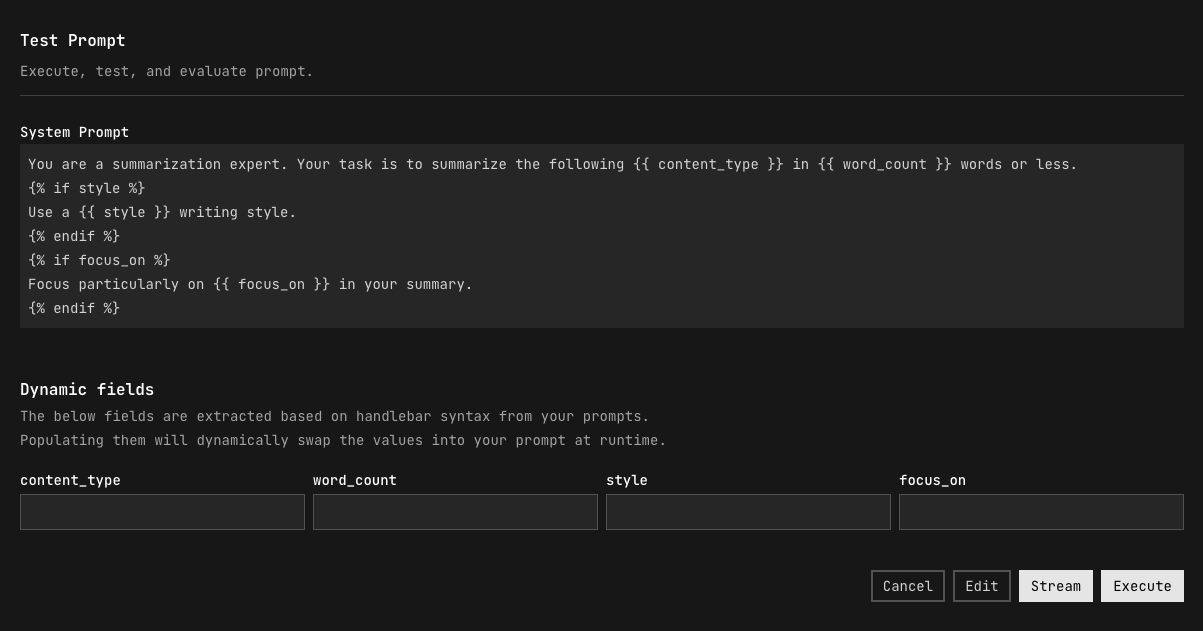 Test Prompt
Execute, test, and evaluate prompt.
System Prompt
You are a summarization expert. Your task is to summarize the following {{ content_type }} in {{ word_count }} words or less.
{% if style %}
Use a {{ style }} writing style.
{% endif %}
{% if focus_on %}
Focus particularly on {{ focus_on }} in your summary.
{% endif %}
Dynamic fields
The below fields are extracted based on handlebar syntax from your prompts.
Populating them will dynamically swap the values into your prompt at runtime.
content_type word_count style focus_on
Cancel Edit Stream Execute